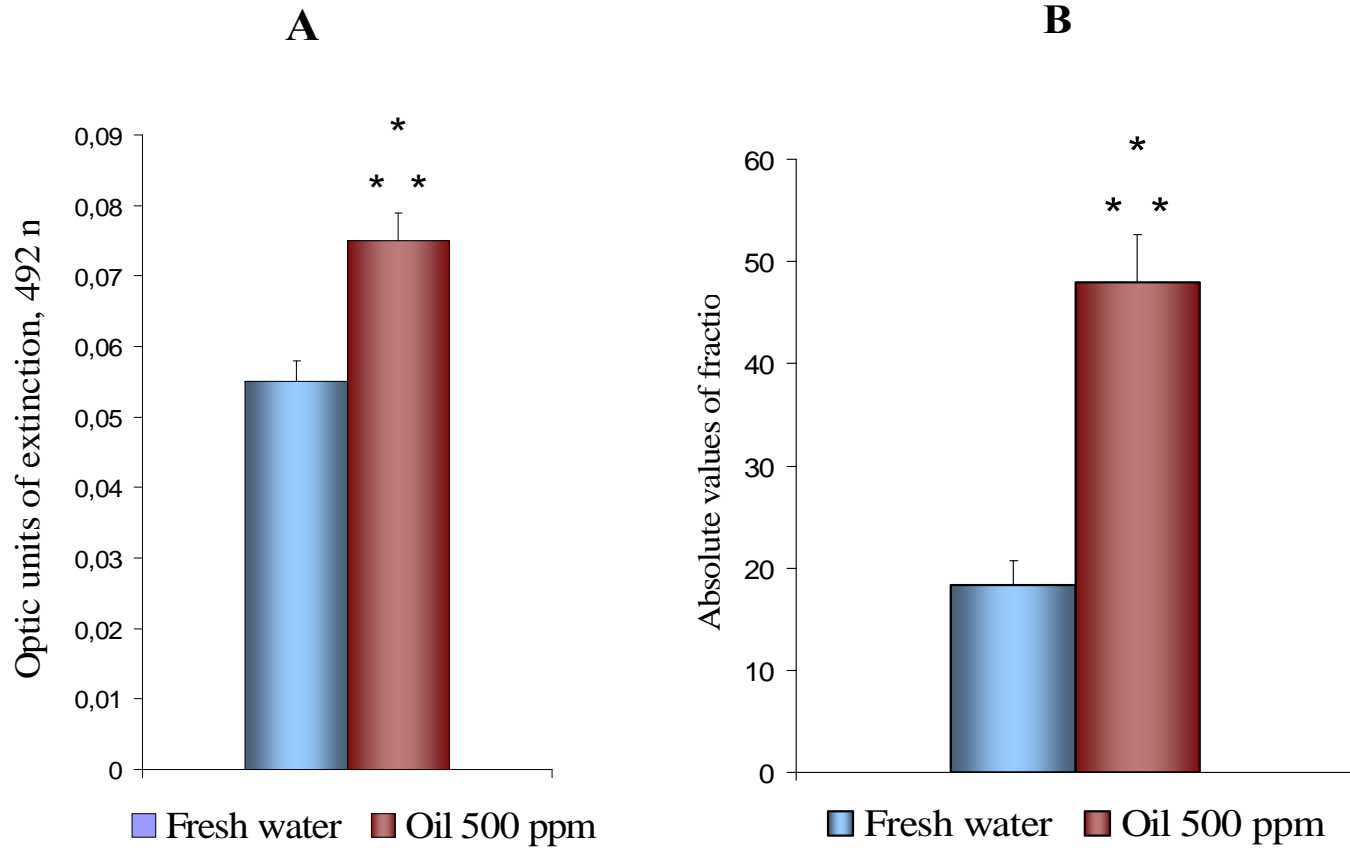 A
Optic units of extinction, 492 n
0,09
0,08
0,07
0,06
0,05
0,04
0,03
0,02
0,01
0
*
* *
Fresh water
Oil 500 ppm
B
Absolute values of fractio
60
50
40
30
20
10
0
*
* *
Fresh water
Oil 500 ppm